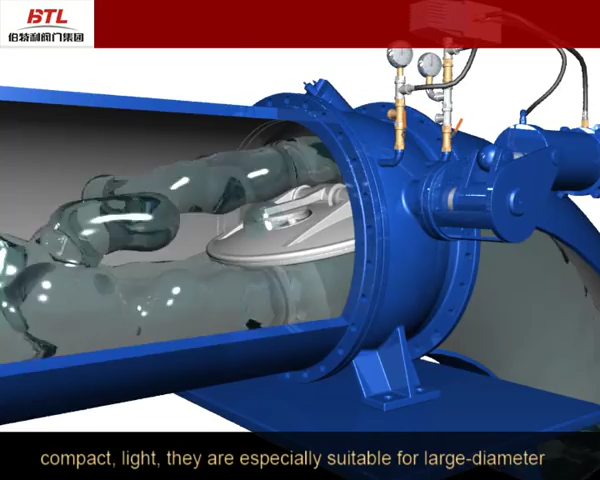 BTL
伯特利阀门集团
compact, light, they are especially suitable for large-diameter